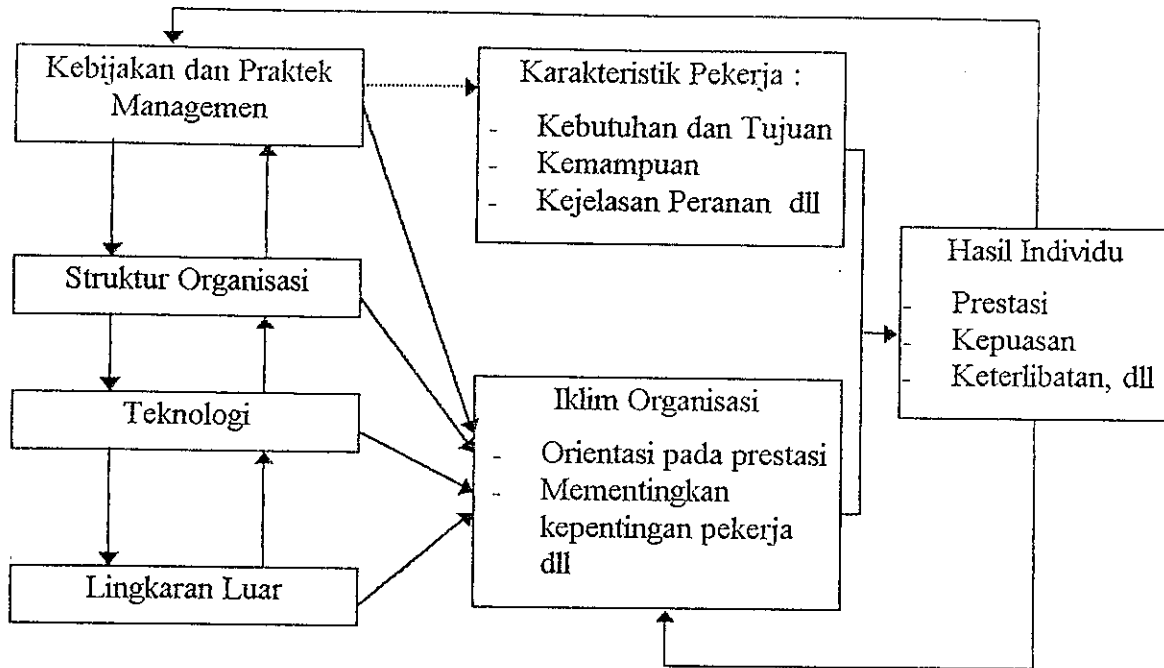 Kebijakan dan Praktek
Managemen
Struktur Organisasi
Teknologi
Lingkaran Luar
Karakteristik Pekerja :
- Kebutuhan dan Tujuan
- Kemampuan
- Kejelasan Peranan dll
Iklim Organisasi
- Orientasi pada prestasi
- Mementingkan
kepentingan pekerja
dll
Hasil Individu
- Prestasi
- Kepuasan
- Keterlibatan, dll